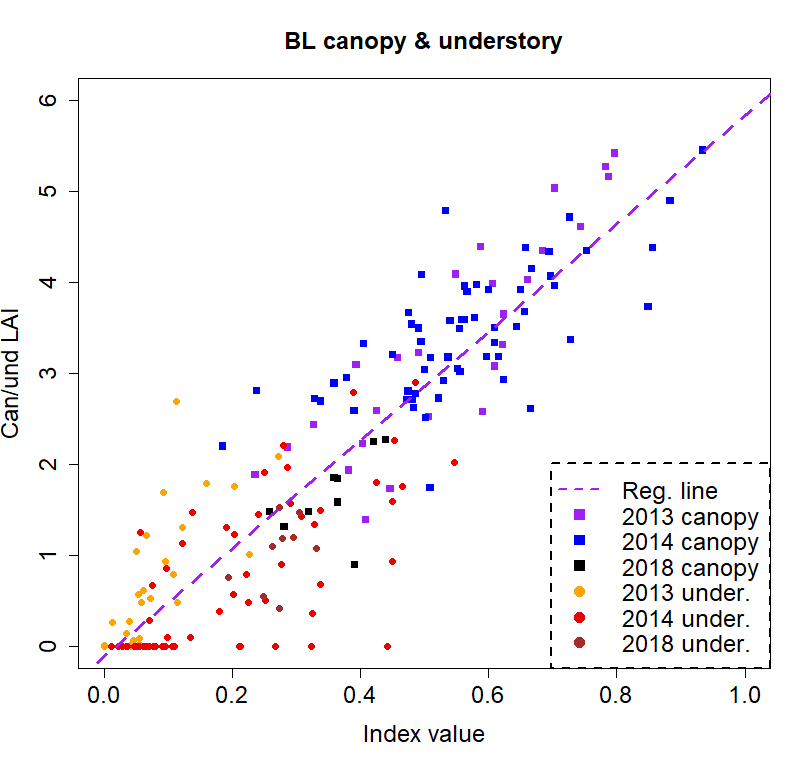 BL canopy & understory
6
5
4
3
2
1
0
Can/und LAI
Reg. line
2013 canopy
2014 canopy
2018 canopy
2013 under.
2014 under.
2018 under.
0.0 0.2 0.4 0.6 0.8 1.0
Index value